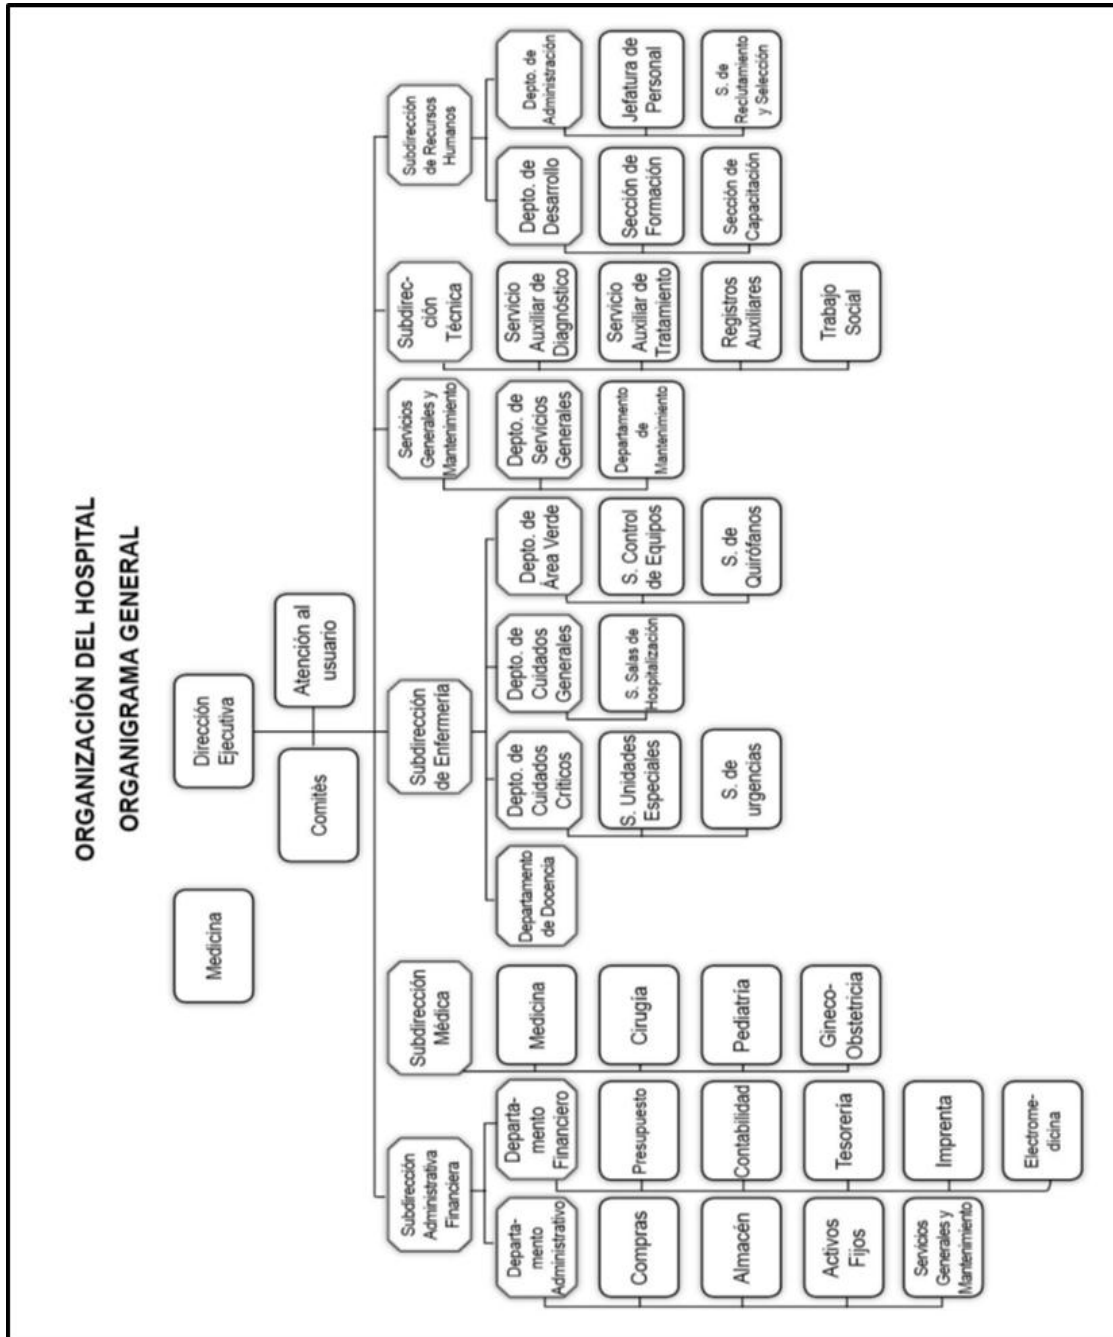 ORGANIZACIÓN DEL HOSPITAL
ORGANIGRAMA GENERAL
Medicina
Dirección
Ejecutiva
Comitès
Atención al
usuario
Subdirección
Administrativa
Financiera
Departa-
mento
Administrativo
Compras
Almacén
Activos
Fijos
Servicios
Generales y
Mantenimiento
Departa-
mento
Financiero
Presupuesto
Contabilidad
Tesorería
Imprenta
Electrome-
dicina
Subdirección
Médica
Medicina
Cirugía
Pediatría
Gineco-
Obstetricia
Subdirección
de Enfermería
Departamento
de Docencia
Depto. de
Cuidados
Críticos
S. Unidades
Especiales
S. de
urgencias
Depto. de
Cuidados
Generales
S. Salas de
Hospitalización
Depto. de
Área Verde
S. Control
de Equipos
S. de
Quirófanos
Servicios
Generales y
Mantenimiento
Depto. de
Servicios
Generales
Departamento
de
Mantenimiento
Subdirec-
ción
Técnica
Servicio
Auxiliar de
Diagnóstico
Servicio
Auxiliar de
Tratamiento
Registros
Auxiliares
Trabajo
Social
Subdirección
de Recursos
Humanos
Depto. de
Desarrollo
Sección de
Formación
Sección de
Capacitación
Depto. de
Administración
Jefatura de
Personal
S. de
Reclutamiento
y Selección